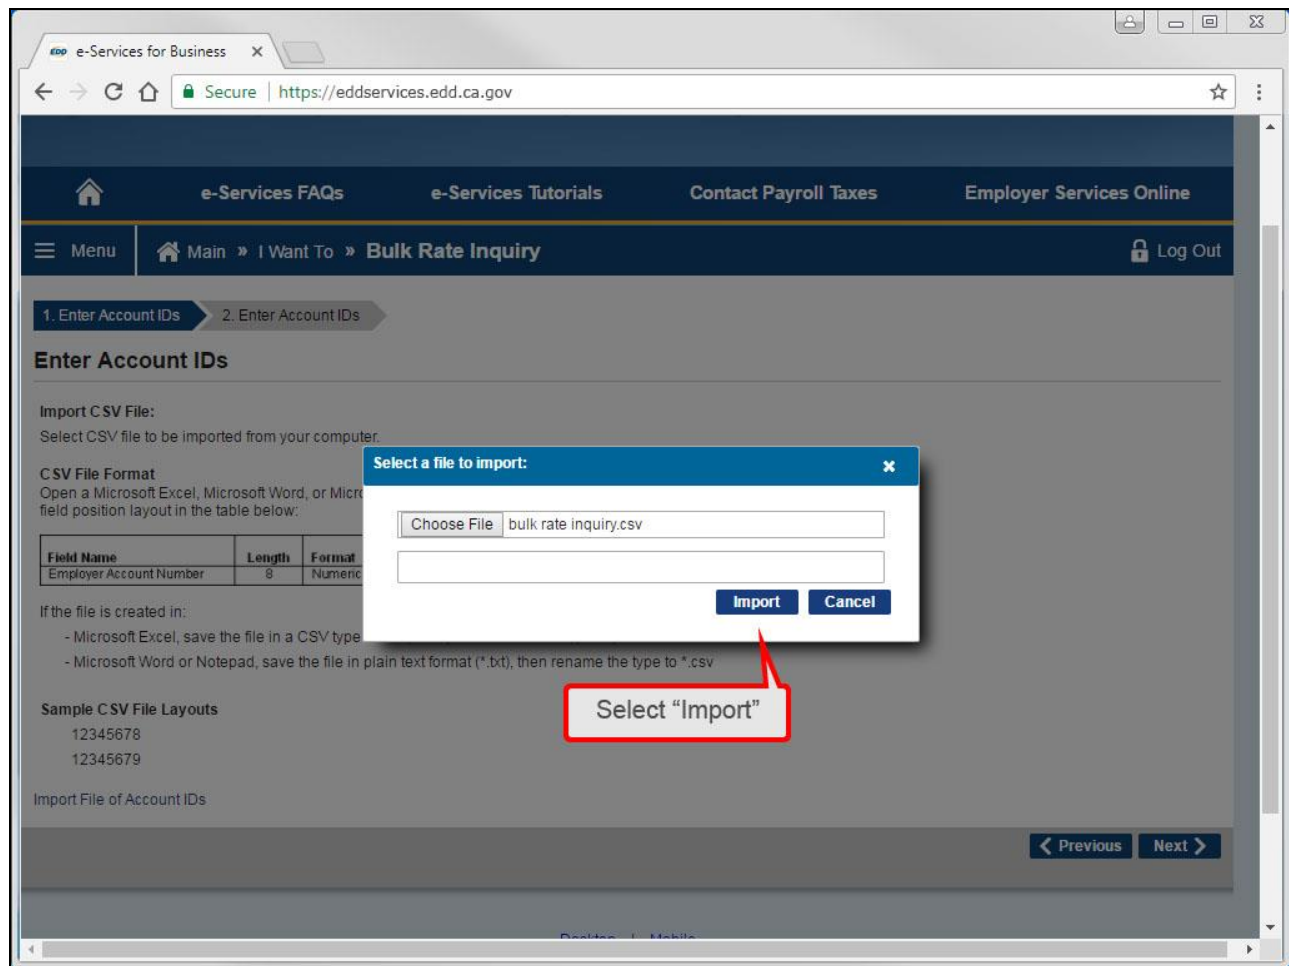 EDD e-Services for Business
Secure | https://eddservices.edd.ca.gov
e-Services FAQs e-Services Tutorials Contact Payroll Taxes Employer Services Online
Menu Main » I Want To » Bulk Rate Inquiry Log Out
1. Enter Account IDs 2. Enter Account IDs
Enter Account IDs
Import CSV File:
Select CSV file to be imported from your computer.
CSV File Format
Open a Microsoft Excel, Microsoft Word, or
field position layout in the table below:
Field Name Length Format
Employer Account Number 8 Numeric
If the file is created in:
- Microsoft Excel, save the file in a CSV type
- Microsoft Word or Notepad, save the file in plain text format (*.txt), then rename the type to *.csv
Sample CSV File Layouts
12345678
12345679
Import File of Account IDs
Select a file to import:
Choose File bulk rate inquiry.csv
Import Cancel
Select “Import”
Previous Next